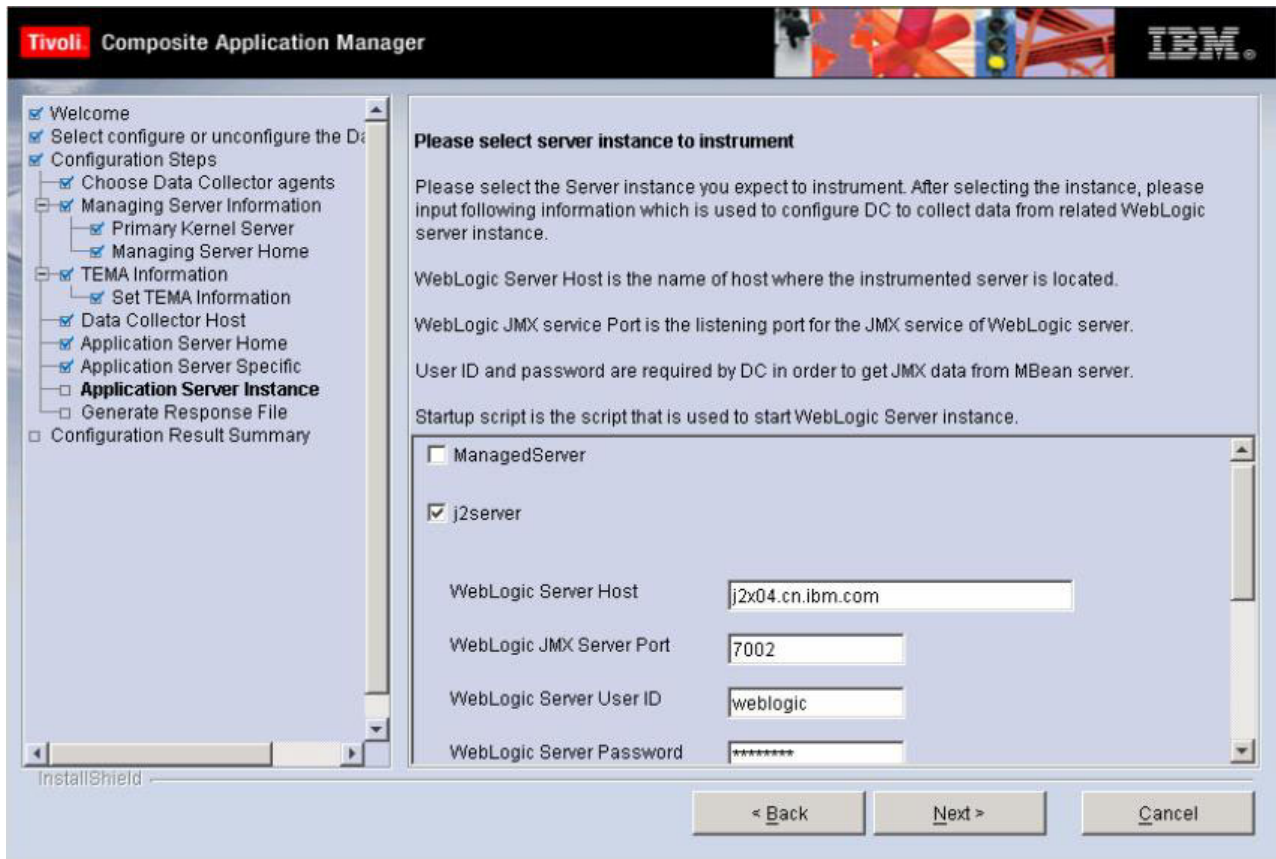 Tivoli. Composite Application Manager
IBM®
Welcome
Select configure or unconfigure the Da
Configuration Steps
Choose Data Collector agents
Managing Server Information
Primary Kernel Server
Managing Server Home
TEMA Information
Set TEMA Information
Data Collector Host
Application Server Home
Application Server Specific
Application Server Instance
Generate Response File
Configuration Result Summary
Please select server instance to instrument
Please select the Server instance you expect to instrument. After selecting the instance, please
input following information which is used to configure DC to collect data from related WebLogic
server instance.
WebLogic Server Host is the name of host where the instrumented server is located.
WebLogic JMX service Port is the listening port for the JMX service of WebLogic server.
User ID and password are required by DC in order to get JMX data from MBean server.
Startup script is the script that is used to start WebLogic Server instance.
ManagedServer
j2server
WebLogic Server Host j2x04.cn.ibm.com
WebLogic JMX Server Port 7002
WebLogic Server User ID weblogic
WebLogic Server Password ********
InstallShield
< Back Next > Cancel